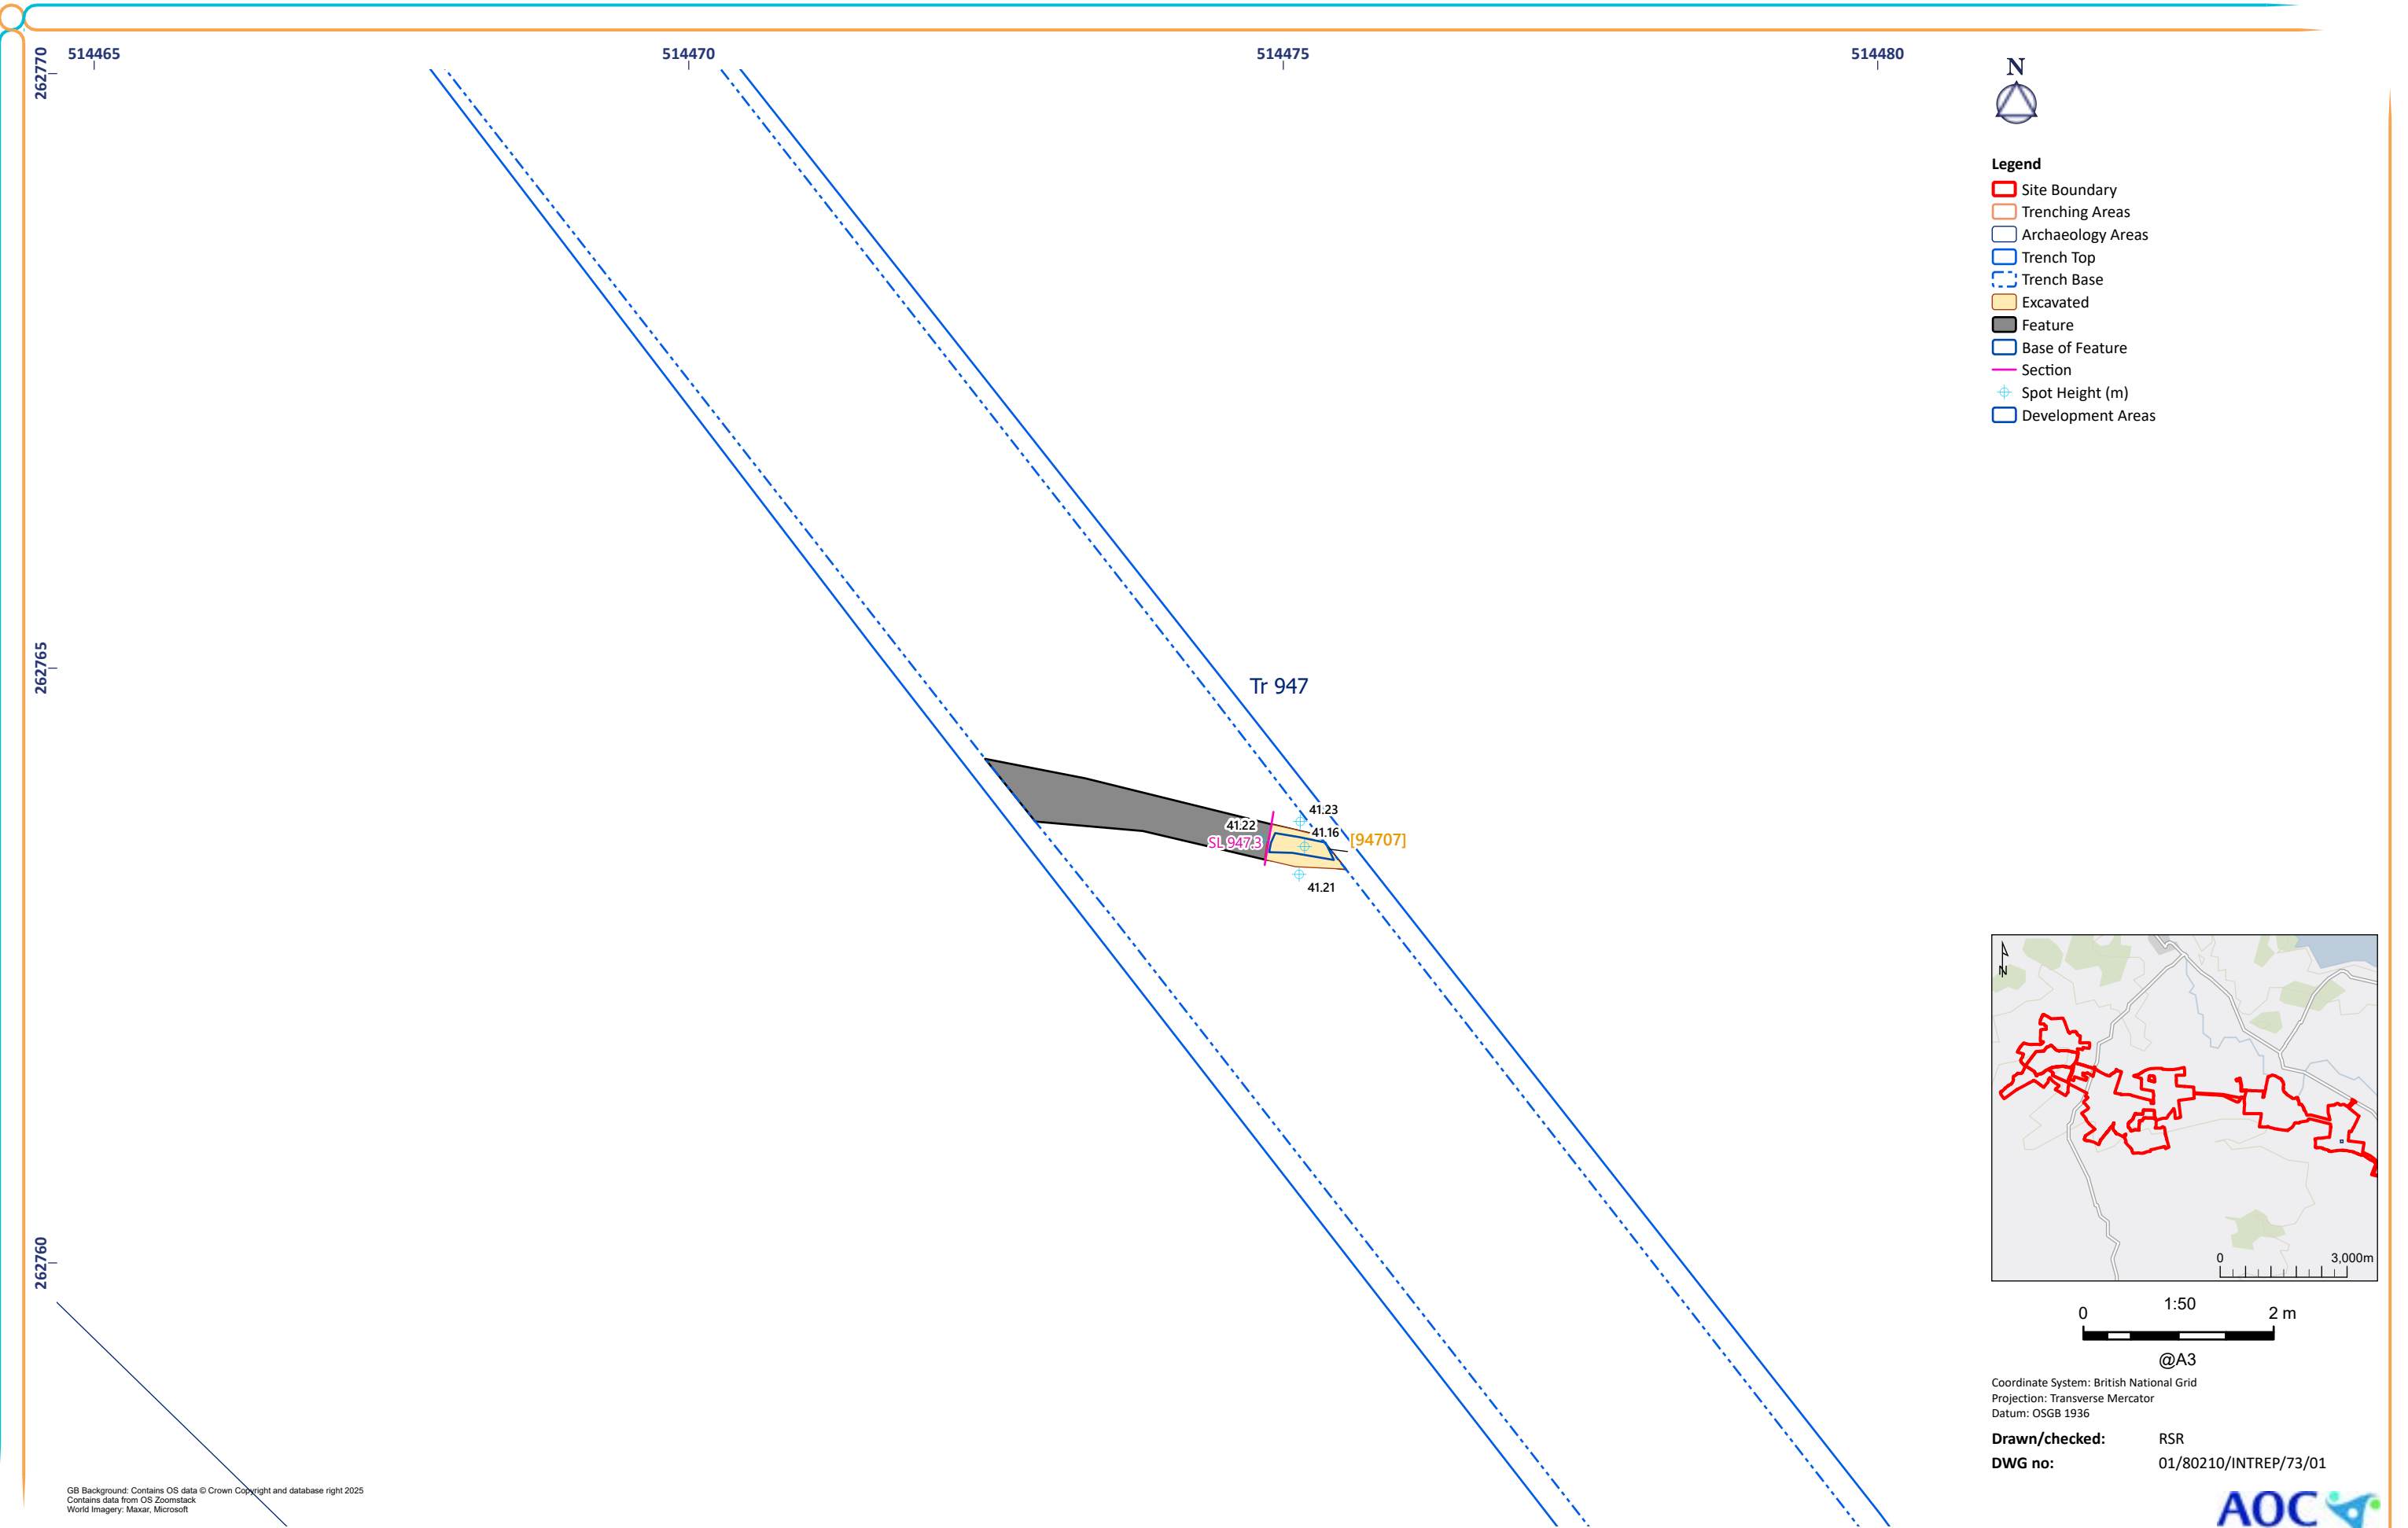 514465
514470
514475
514480
262770
262765
262760
N
Legend
Site Boundary
Trenching Areas
Archaeology Areas
Trench Top
Trench Base
Excavated
Feature
Base of Feature
Section
Spot Height (m)
Development Areas
Tr 947
41.23
41.22
41.16
SL 947.3
[94707]
41.21
N
0 3,000m
1:50
0 2 m
@A3
Coordinate System: British National Grid
Projection: Transverse Mercator
Datum: OSGB 1936
Drawn/checked: RSR
DWG no: 01/80210/INTREP/73/01
GB Background: Contains OS data © Crown Copyright and database right 2025
Contains data from OS Zoomstack
World Imagery: Maxar, Microsoft
AOC